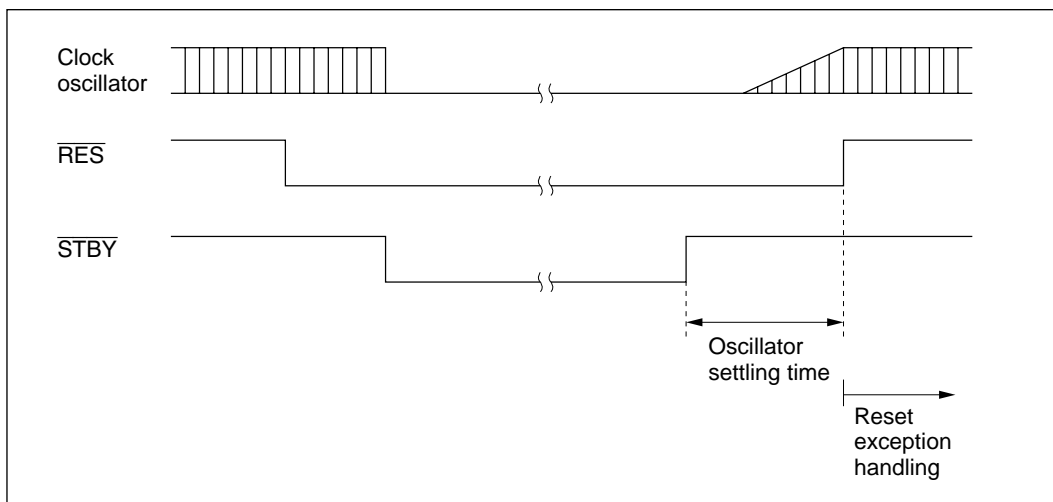 Clock
oscillator
RES
STBY
Oscillator
settling time
Reset
exception
handling